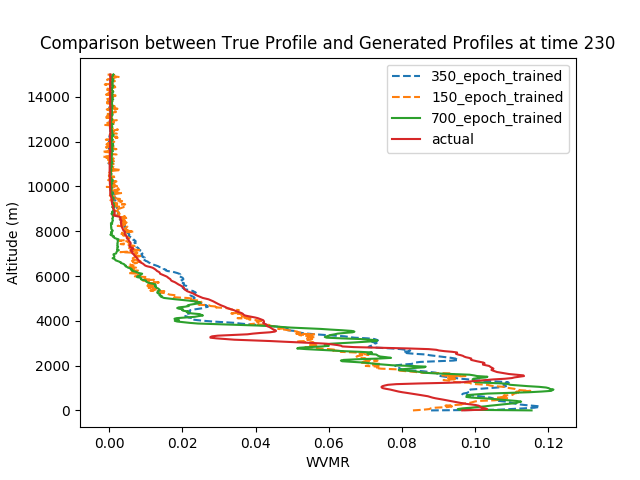 Comparison between True Profile and Generated Profiles at time 230
350_epoch_trained
150_epoch_trained
700_epoch_trained
actual
Altitude (m)
14000
12000
10000
8000
6000
4000
2000
0
0.00 0.02 0.04 0.06 0.08 0.10 0.12
WVMR